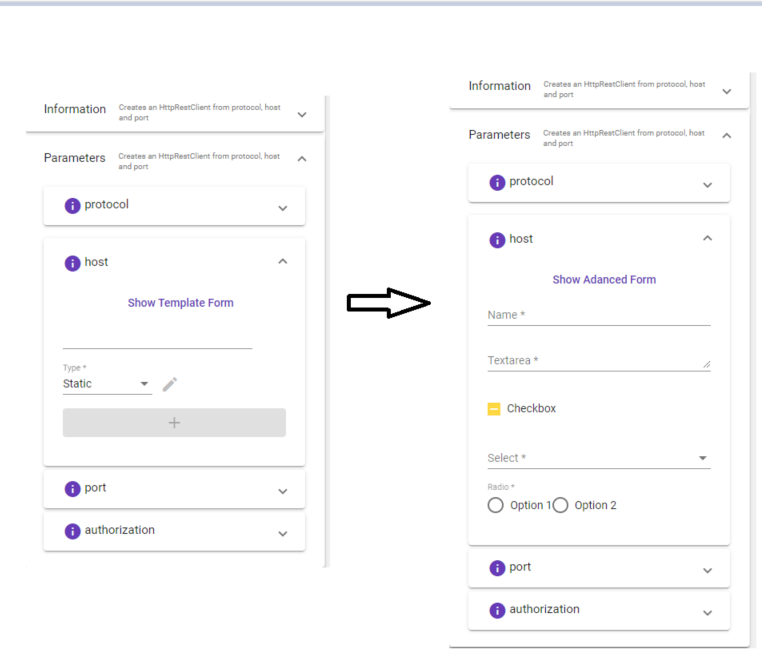 Information Creates an HttpRestClient from protocol, host
and port
Parameters Creates an HttpRestClient from protocol, host
and port
protocol
host
Show Template Form
Type *
Static
+
port
authorization
Information Creates an HttpRestClient from protocol, host
and port
Parameters Creates an HttpRestClient from protocol, host
and port
protocol
host
Show Adanced Form
Name *
Textarea *
Checkbox
Select *
Radio *
Option 1 Option 2
port
authorization